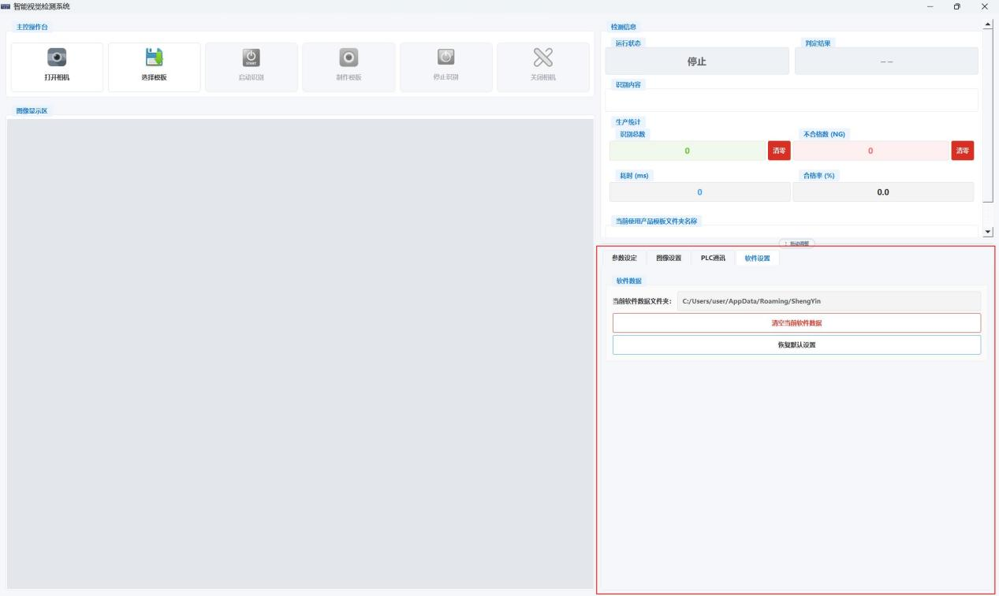 智能视觉检测系统
主控操作台
打开相机
选择模板
启动识别
制作模板
停止识别
关闭相机
图像显示区
检测信息
运行状态
判定结果
停止
--
识别内容
生产统计
识别总数
不合格数 (NG)
0
清零
0
清零
耗时 (ms)
合格率 (%)
0
0.0
当前使用产品模板文件夹名称
拖动调整
参数设定
图像设置
PLC通讯
软件设置
软件数据
当前软件数据文件夹:
C:/Users/user/AppData/Roaming/ShengYin
清空当前软件数据
恢复默认设置